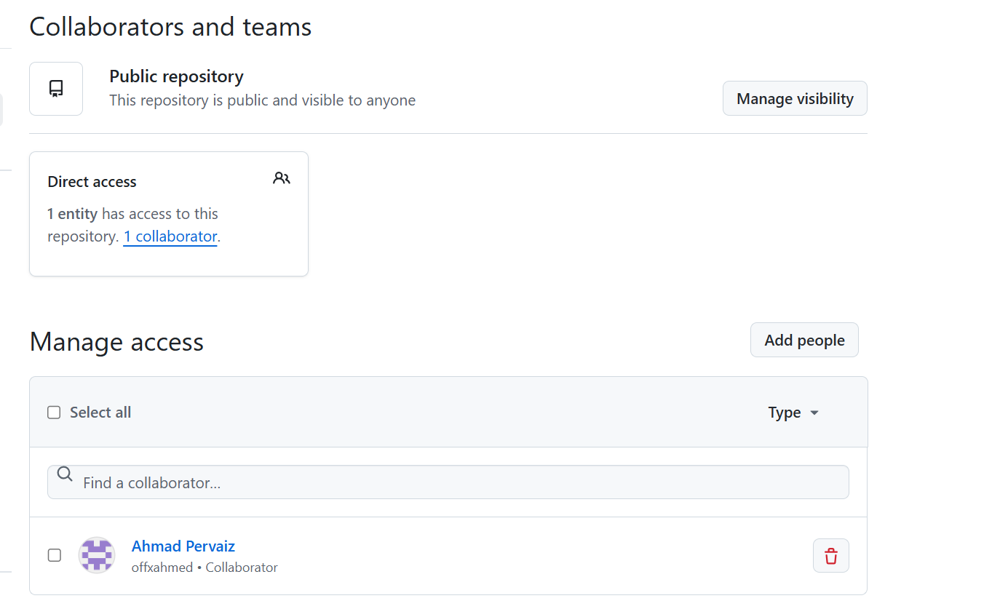 Collaborators and teams
Public repository
This repository is public and visible to anyone
Manage visibility
Direct access
1 entity has access to this
repository. 1 collaborator.
Manage access
Add people
Select all
Type
Find a collaborator...
Ahmad Pervaiz
offxahmed • Collaborator